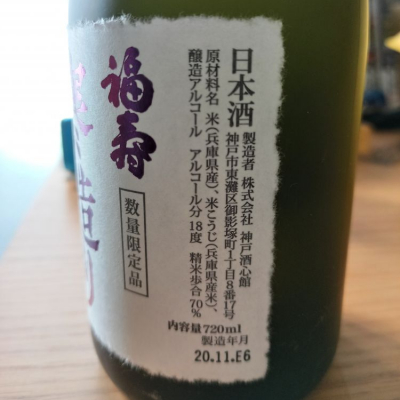 日本酒
製造者 株式会社 神戸酒心館
神戸市東灘区御影塚町1丁目8番17号
原材料名 米(兵庫県産)、米こうじ(兵庫県産米)、
醸造アルコール アルコール分18度 精米歩合70%
内容量720ml
製造年月
20.11.E6
福寿
数量限定品